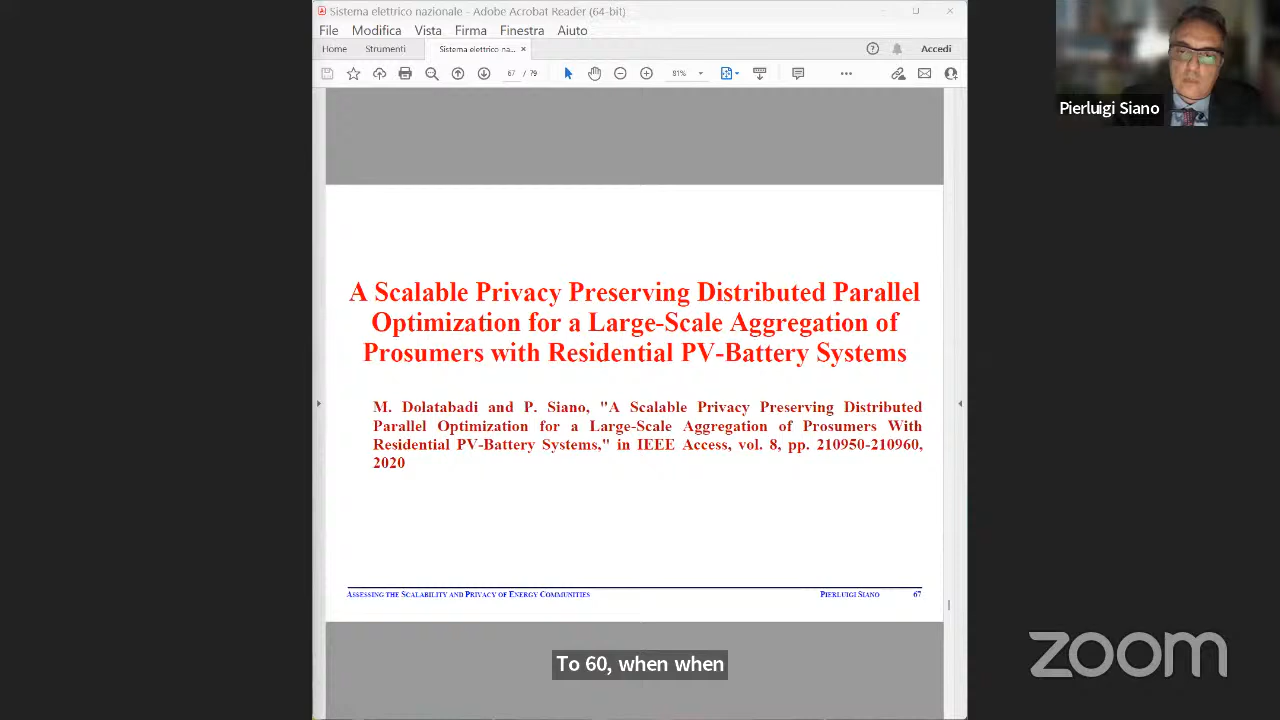 Sistema elettrico nazionale - Adobe Acrobat Reader (64-bit)
File Modifica Vista Firma Finestra Aiuto
Home Strumenti Sistema elettrico na... × Accedi
67 / 79 81%
Pierluigi Siano
A Scalable Privacy Preserving Distributed Parallel
Optimization for a Large-Scale Aggregation of
Prosumers with Residential PV-Battery Systems
M. Dolatabadi and P. Siano, "A Scalable Privacy Preserving Distributed
Parallel Optimization for a Large-Scale Aggregation of Prosumers With
Residential PV-Battery Systems," in IEEE Access, vol. 8, pp. 210950-210960,
2020
ASSESSING THE SCALABILITY AND PRIVACY OF ENERGY COMMUNITIES PIERLUIGI SIANO 67
To 60, when when
zoom